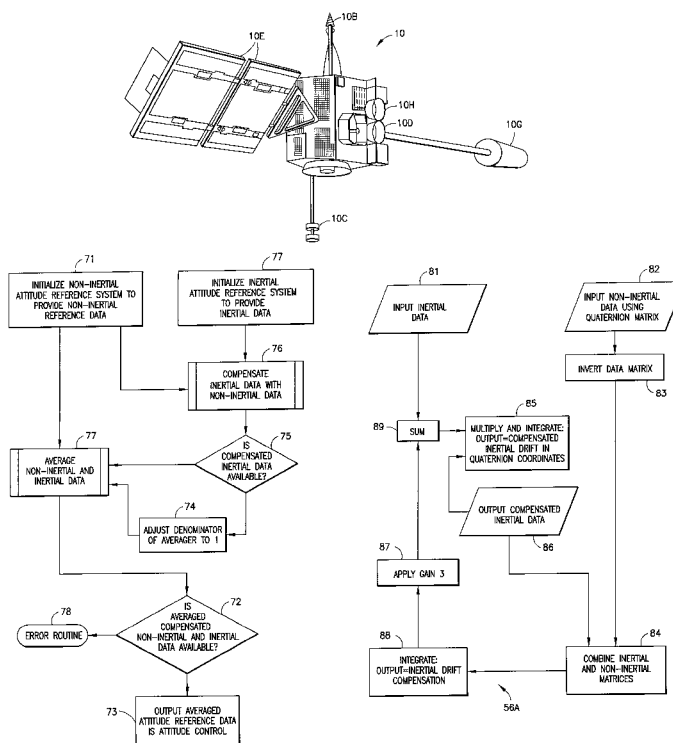 10B
10
10E
10H
10D
10G
10C
71
INITIALIZE NON-INERTIAL
ATTITUDE REFERENCE SYSTEM TO
PROVIDE NON-INERTIAL
REFERENCE DATA
77
INITIALIZE INERTIAL
ATTITUDE REFERENCE SYSTEM
TO PROVIDE
INERTIAL DATA
76
COMPENSATE
INERTIAL DATA WITH
NON-INERTIAL DATA
75
IS
COMPENSATED
INERTIAL DATA
AVAILABLE?
77
AVERAGE
NON-INERTIAL AND
INERTIAL DATA
74
ADJUST DENOMINATOR
OF AVERAGER TO 1
72
IS
AVERAGED
COMPENSATED
NON-INERTIAL AND INERTIAL
DATA AVAILABLE?
78
ERROR ROUTINE
73
OUTPUT AVERAGED
ATTITUDE REFERENCE DATA
IS ATTITUDE CONTROL
81
INPUT INERTIAL
DATA
82
INPUT NON-INERTIAL
DATA USING
QUATERNION MATRIX
INVERT DATA MATRIX
83
85
89
SUM
MULTIPLY AND INTEGRATE:
OUTPUT=COMPENSATED
INERTIAL DRIFT IN
QUATERNION COORDINATES
OUTPUT COMPENSATED
INERTIAL DATA
86
87
APPLY GAIN 3
88
INTEGRATE:
OUTPUT=INERTIAL DRIFT
COMPENSATION
84
COMBINE INERTIAL
AND NON-INERTIAL
MATRICES
56A